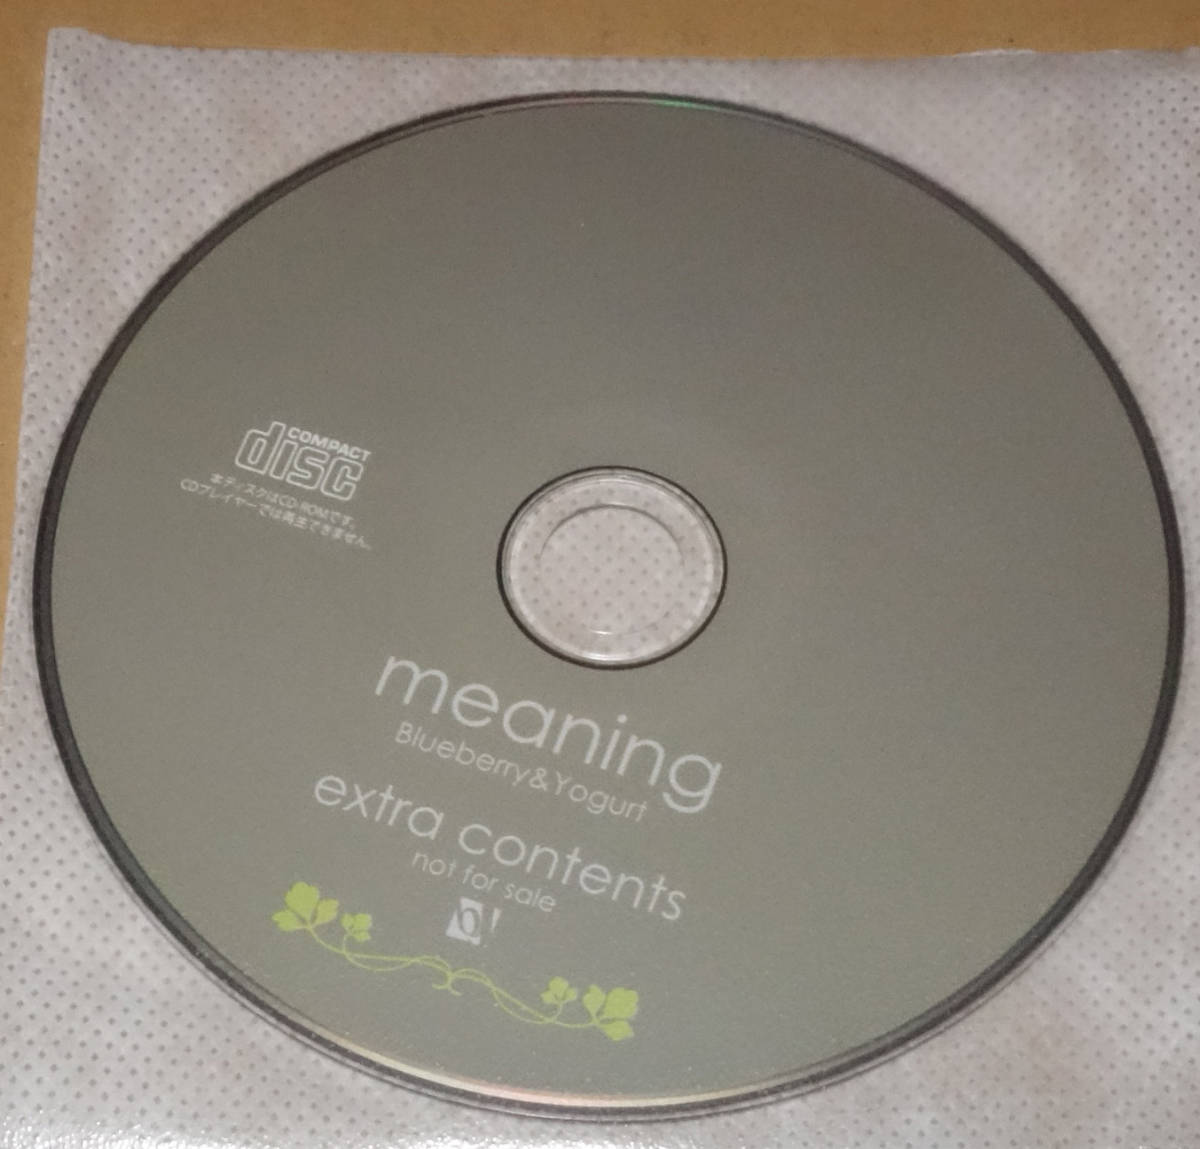 COMPACT
disc
本ディスクはCD-ROMです。
CDプレイヤーでは再生できません。
meaning
Blueberry&Yogurt
extra contents
not for sale